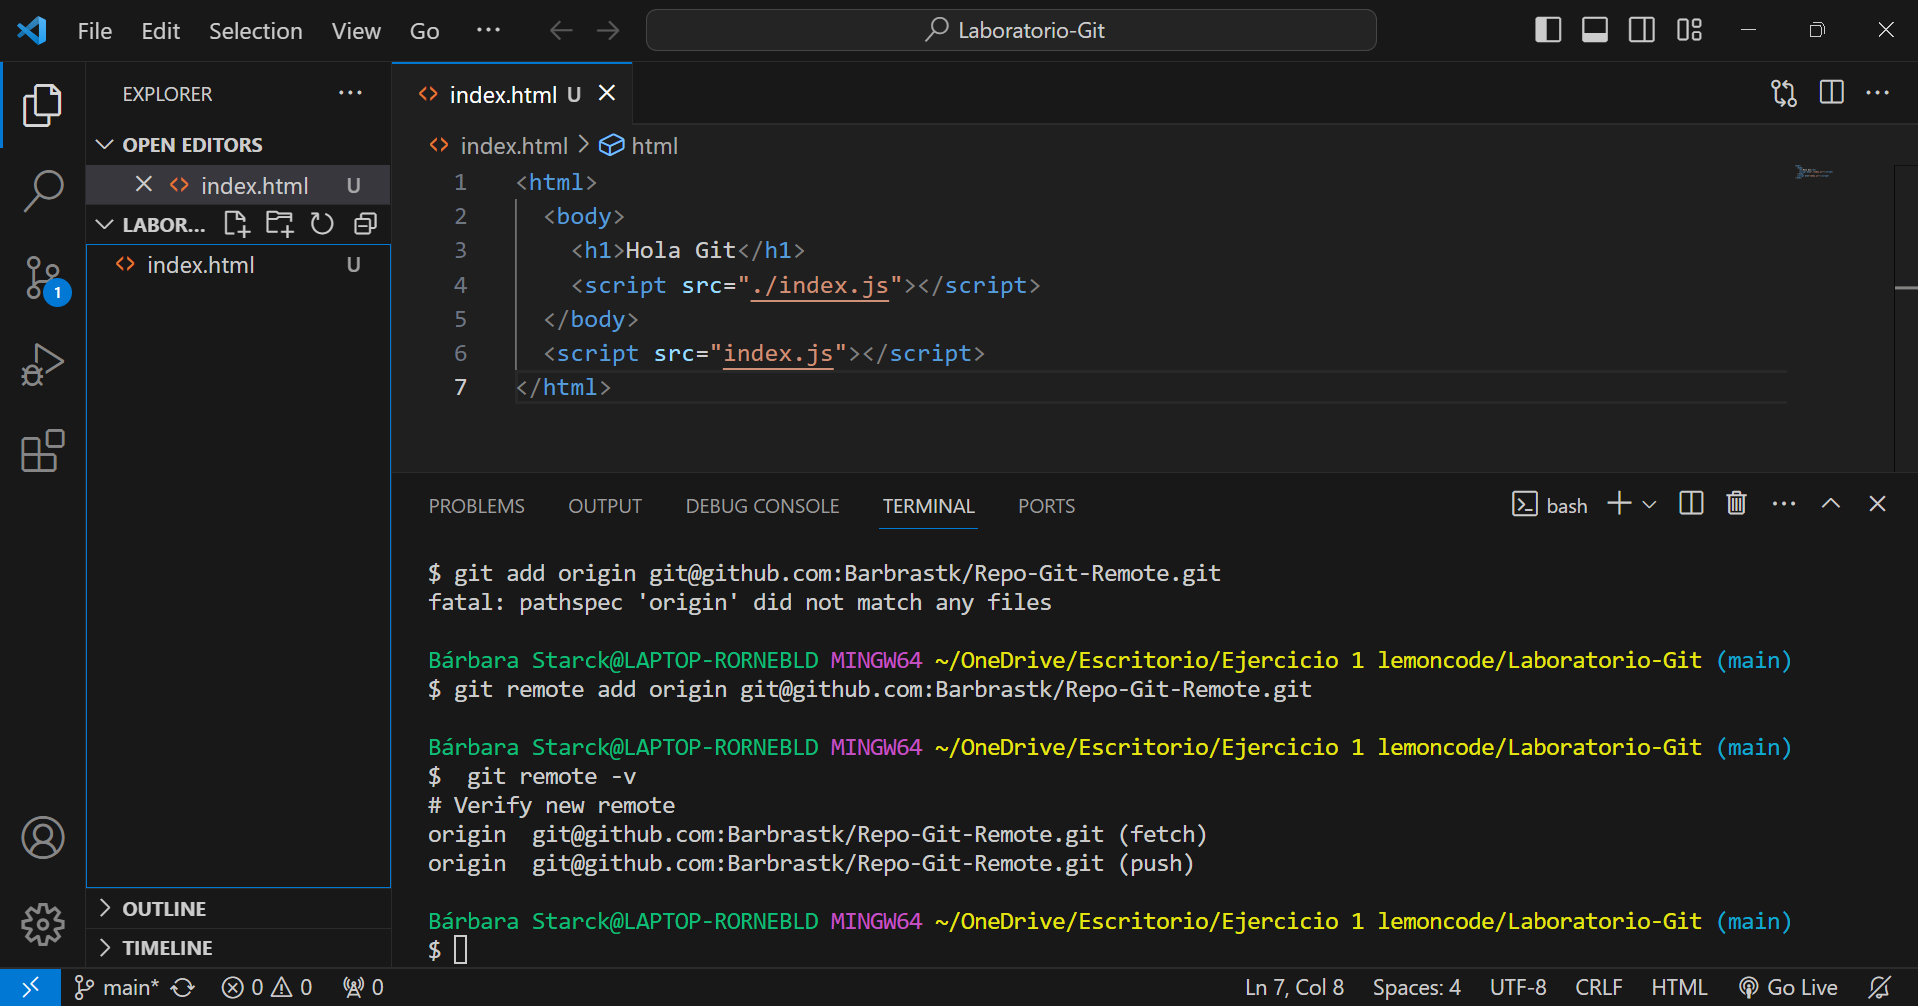 File Edit Selection View Go ··· Laboratorio-Git
EXPLORER ···
OPEN EDITORS
index.html U
LABOR...
index.html U
OUTLINE
TIMELINE
index.html U
index.html > html
1 <html>
2 <body>
3 <h1>Hola Git</h1>
4 <script src="./index.js"></script>
5 </body>
6 <script src="index.js"></script>
7 </html>
PROBLEMS OUTPUT DEBUG CONSOLE TERMINAL PORTS bash
$ git add origin git@github.com:Barbrastk/Repo-Git-Remote.git
fatal: pathspec 'origin' did not match any files
Bárbara Starck@LAPTOP-RORNEBLD MINGW64 ~/OneDrive/Escritorio/Ejercicio 1 lemoncode/Laboratorio-Git (main)
$ git remote add origin git@github.com:Barbrastk/Repo-Git-Remote.git
Bárbara Starck@LAPTOP-RORNEBLD MINGW64 ~/OneDrive/Escritorio/Ejercicio 1 lemoncode/Laboratorio-Git (main)
$  git remote -v
# Verify new remote
origin  git@github.com:Barbrastk/Repo-Git-Remote.git (fetch)
origin  git@github.com:Barbrastk/Repo-Git-Remote.git (push)
Bárbara Starck@LAPTOP-RORNEBLD MINGW64 ~/OneDrive/Escritorio/Ejercicio 1 lemoncode/Laboratorio-Git (main)
$
1
main* 0 0 0 Ln 7, Col 8 Spaces: 4 UTF-8 CRLF HTML Go Live